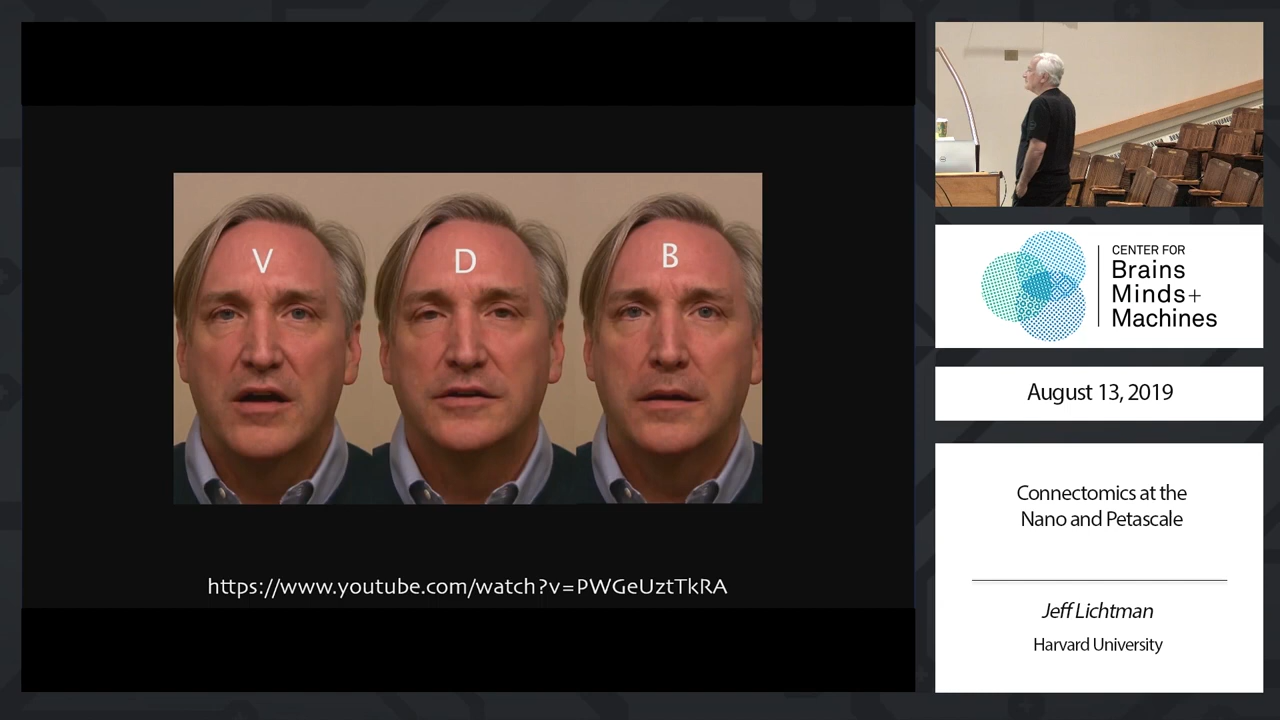 V
D
B
https://www.youtube.com/watch?v=PWGeUztTkRA
CENTER FOR
Brains
Minds+
Machines
August 13, 2019
Connectomics at the
Nano and Petascale
Jeff Lichtman
Harvard University